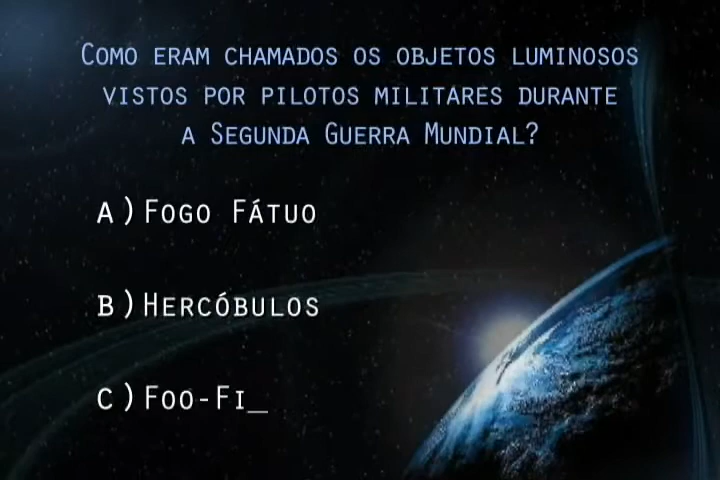 Como eram chamados os objetos luminosos
vistos por pilotos militares durante
a Segunda Guerra Mundial?
A) Fogo Fátuo
B) Hercóbulos
C) Foo-Fi_